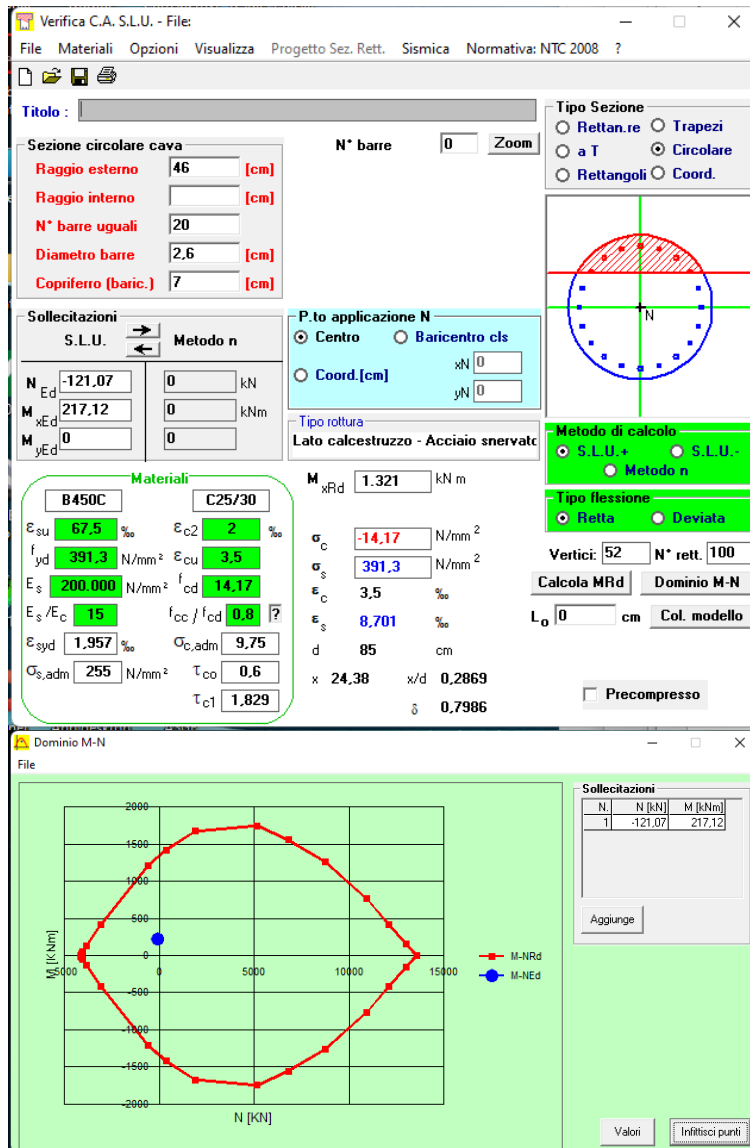 Verifica C.A. S.L.U. - File:
File Materiali Opzioni Visualizza Progetto Sez. Rett. Sismica Normativa: NTC 2008 ?
Titolo :
Tipo Sezione
Rettan.re Trapezi
a T Circolare
Rettangoli Coord.
Sezione circolare cava
N° barre 0 Zoom
Raggio esterno 46 [cm]
Raggio interno [cm]
N° barre uguali 20
Diametro barre 2,6 [cm]
Copriferro (baric.) 7 [cm]
N
Sollecitazioni
S.L.U. Metodo n
N Ed -121,07 0 kN
M xEd 217,12 0 kNm
M yEd 0 0
P.to applicazione N
Centro Baricentro cls
Coord.[cm] xN 0
yN 0
Tipo rottura
Lato calcestruzzo - Acciaio snervato
Metodo di calcolo
S.L.U.+ S.L.U.-
Metodo n
Tipo flessione
Retta Deviata
Materiali
B450C C25/30
εsu 67,5 ‰ εc2 2 ‰
fyd 391,3 N/mm² εcu 3,5
Es 200.000 N/mm² fcd 14,17
Es/Ec 15 fcc / fcd 0,8 ?
εsyd 1,957 ‰ σc,adm 9,75
σs,adm 255 N/mm² τco 0,6
τc1 1,829
M xRd 1.321 kN m
σc -14,17 N/mm²
σs 391,3 N/mm²
εc 3,5 ‰
εs 8,701 ‰
d 85 cm
x 24,38 x/d 0,2869
δ 0,7986
Vertici: 52 N° rett. 100
Calcola MRd Dominio M-N
Lo 0 cm Col. modello
Precompresso
Dominio M-N
File
2000
1500
1000
500
0
-500
-1000
-1500
-2000
M [KNm]
-5000 0 5000 10000 15000
N [KN]
M-NRd
M-NEd
Sollecitazioni
N. N [kN] M [kNm]
1 -121,07 217,12
Aggiunge
Valori Infittisci punti